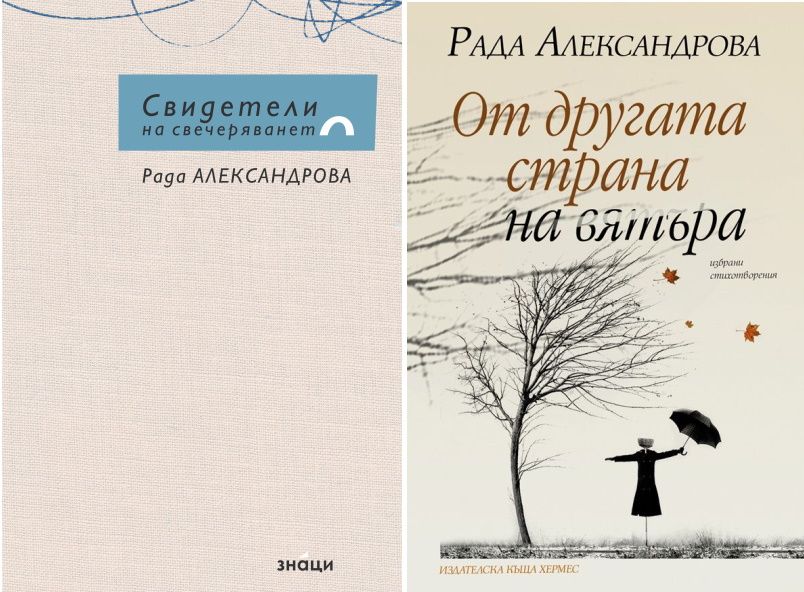 Свидетели
на свечеряването
Рада АЛЕКСАНДРОВА
знаци
Рада Александрова
От другата
страна
на вятъра
избрани
стихотворения
ИЗДАТЕЛСКА КЪЩА ХЕРМЕС